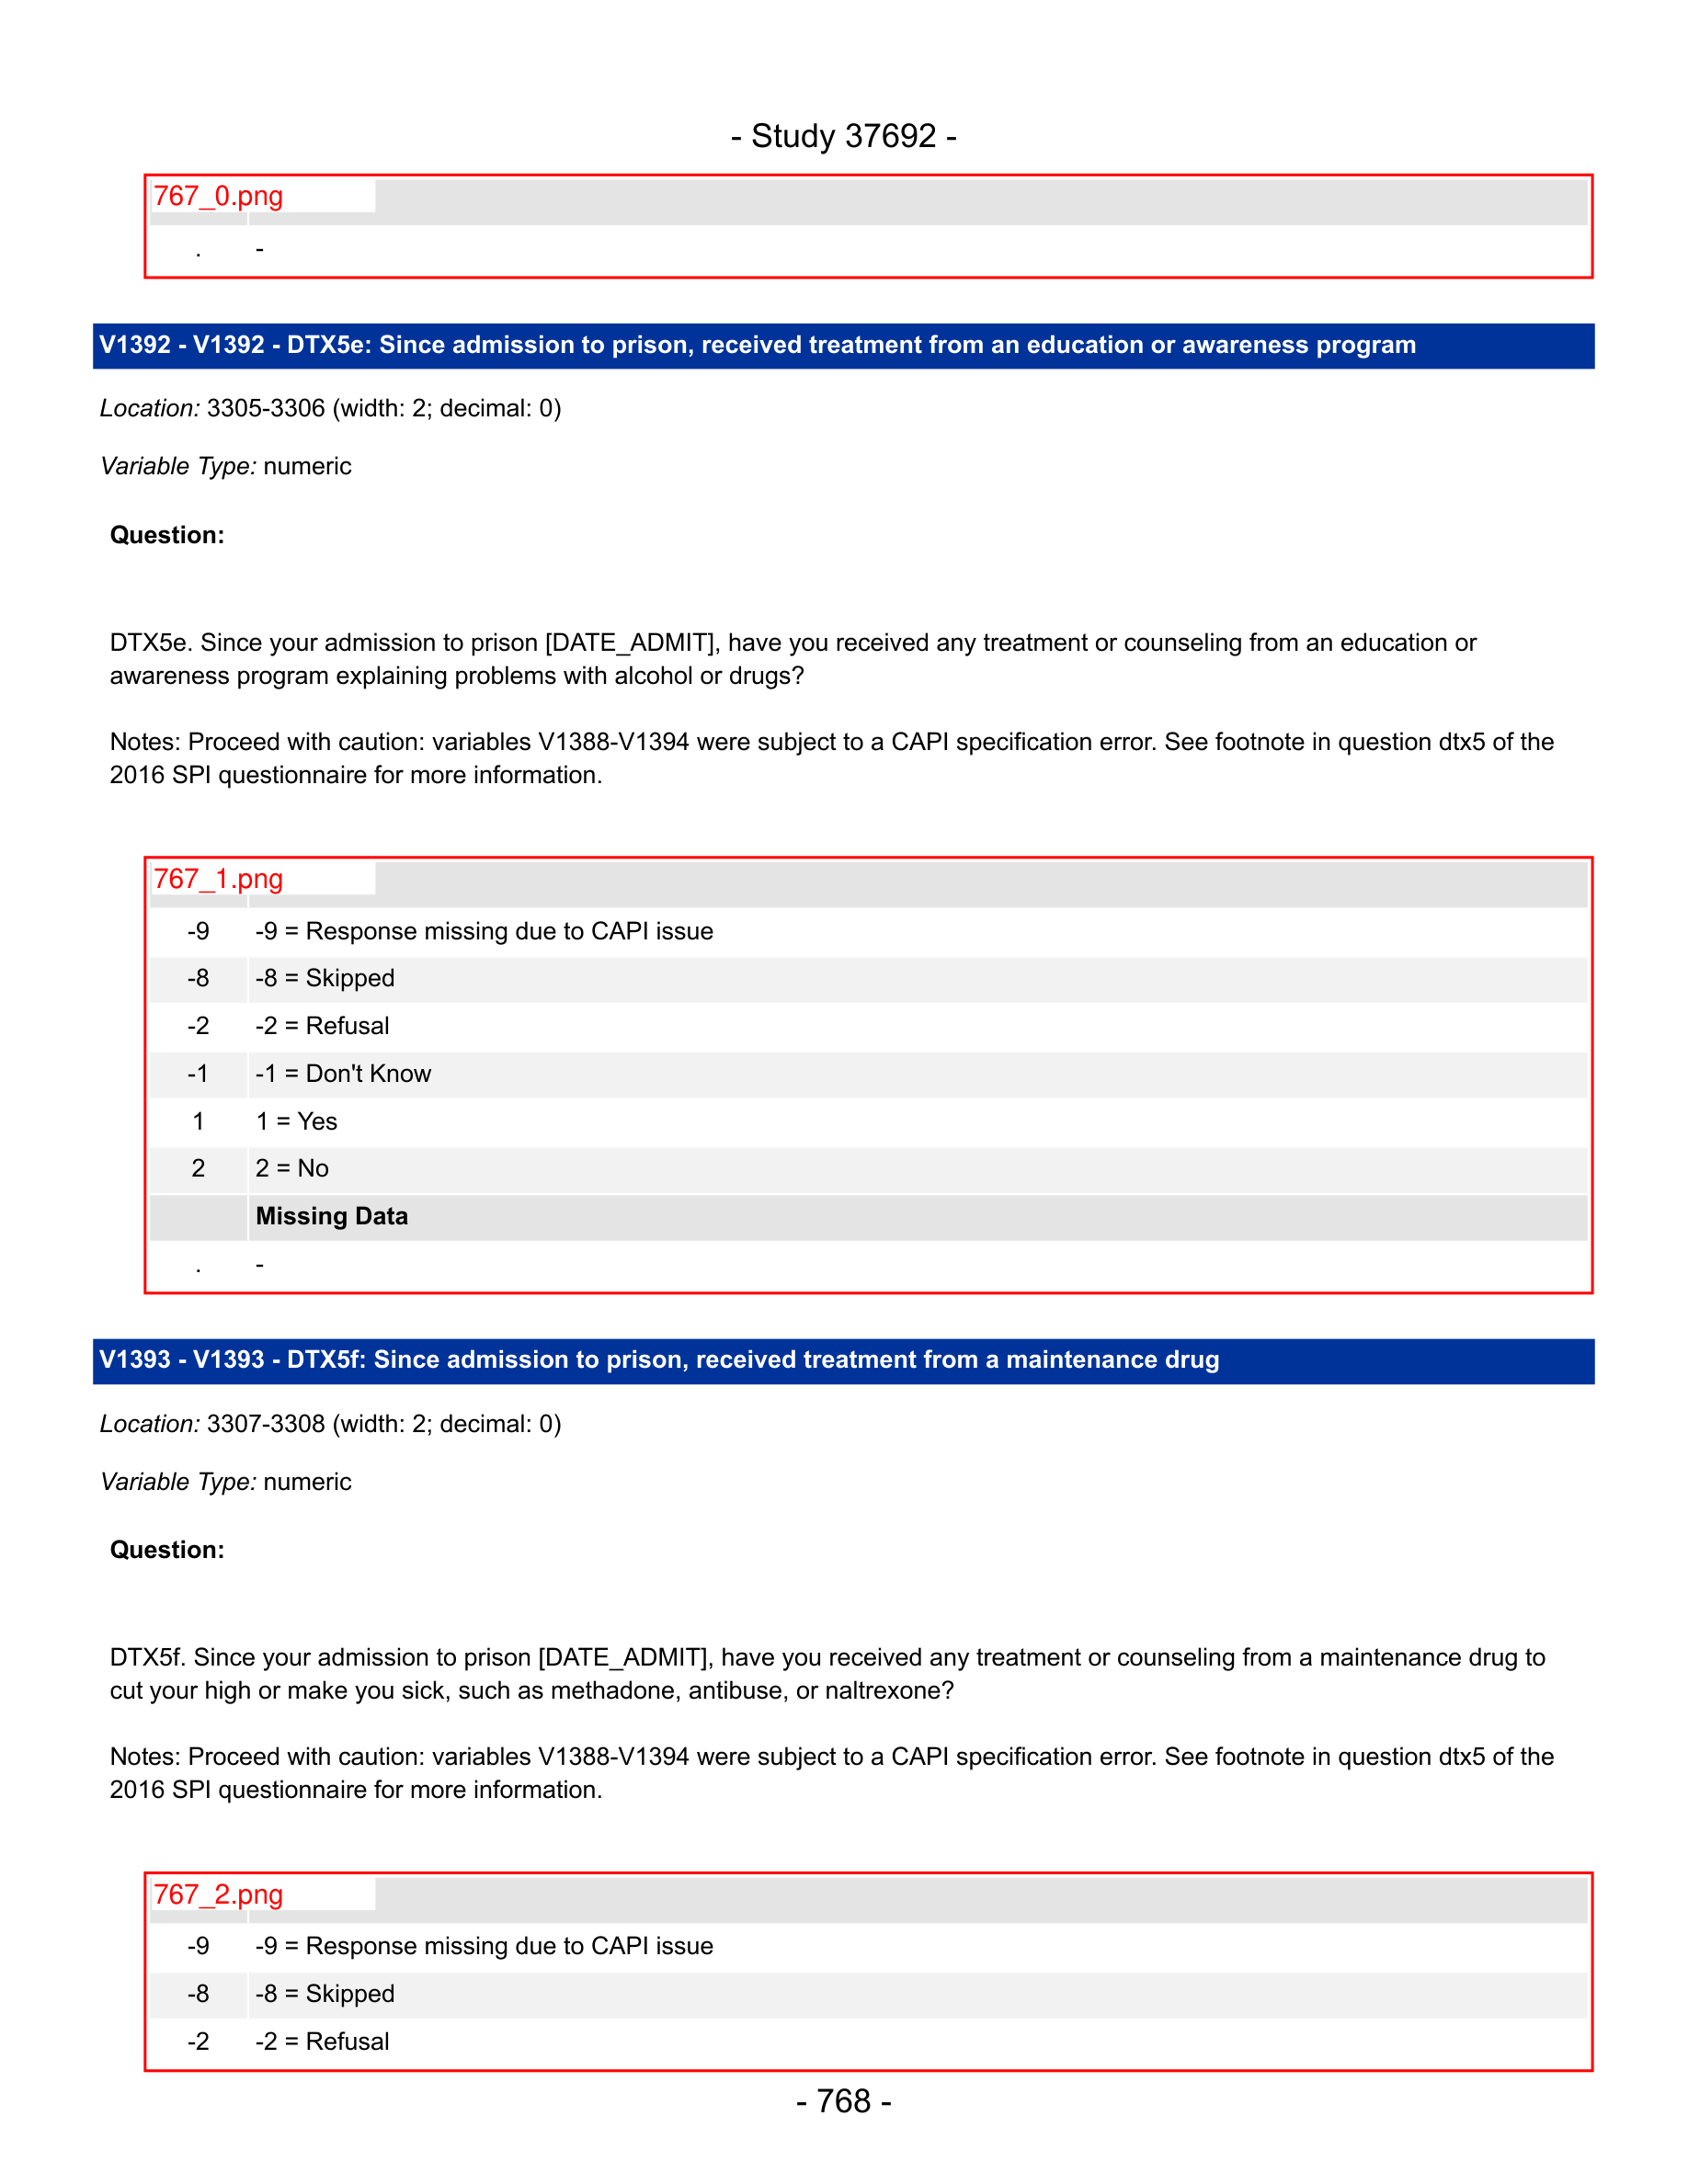 - Study 37692 -
767_0.png
. -
V1392 - V1392 - DTX5e: Since admission to prison, received treatment from an education or awareness program
Location: 3305-3306 (width: 2; decimal: 0)
Variable Type: numeric
Question:
DTX5e. Since your admission to prison [DATE_ADMIT], have you received any treatment or counseling from an education or
awareness program explaining problems with alcohol or drugs?
Notes: Proceed with caution: variables V1388-V1394 were subject to a CAPI specification error. See footnote in question dtx5 of the
2016 SPI questionnaire for more information.
767_1.png
-9 -9 = Response missing due to CAPI issue
-8 -8 = Skipped
-2 -2 = Refusal
-1 -1 = Don't Know
1 1 = Yes
2 2 = No
Missing Data
. -
V1393 - V1393 - DTX5f: Since admission to prison, received treatment from a maintenance drug
Location: 3307-3308 (width: 2; decimal: 0)
Variable Type: numeric
Question:
DTX5f. Since your admission to prison [DATE_ADMIT], have you received any treatment or counseling from a maintenance drug to
cut your high or make you sick, such as methadone, antibuse, or naltrexone?
Notes: Proceed with caution: variables V1388-V1394 were subject to a CAPI specification error. See footnote in question dtx5 of the
2016 SPI questionnaire for more information.
767_2.png
-9 -9 = Response missing due to CAPI issue
-8 -8 = Skipped
-2 -2 = Refusal
- 768 -